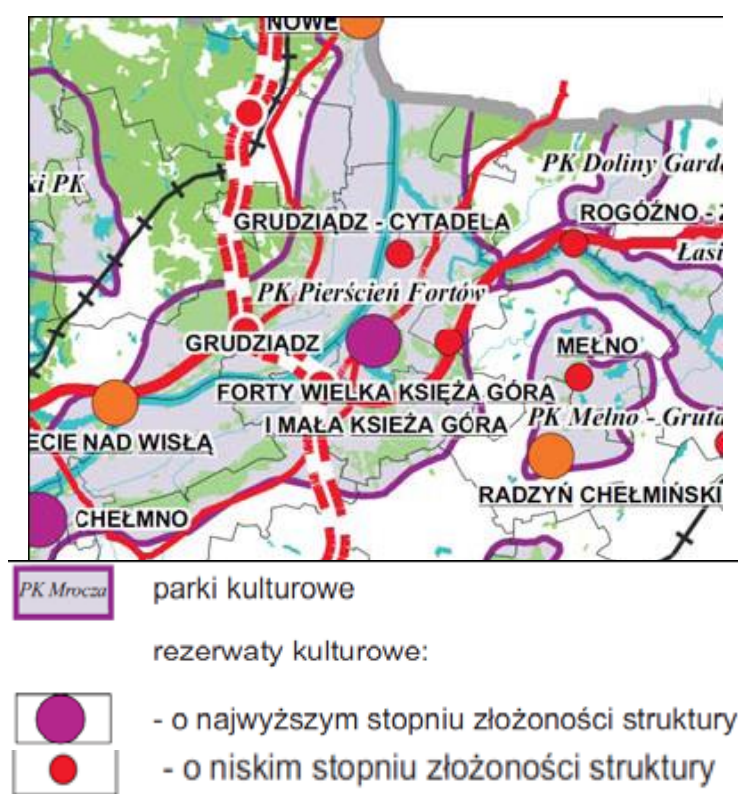 NOWE
ki PK
PK Doliny Gard
GRUDZIĄDZ - CYTADELA
ROGÓŹNO -
Łasi
PK Pierścień Fortów
GRUDZIADZ
MEŁNO
FORTY WIELKA KSIĘŻA GÓRA
I MAŁA KSIEŻA GÓRA
PK Mełno - Gruta
ECIE NAD WISŁĄ
RADZYŃ CHEŁMIŃSKI
CHEŁMNO
PK Mrocza
parki kulturowe
rezerwaty kulturowe:
- o najwyższym stopniu złożoności struktury
- o niskim stopniu złożoności struktury